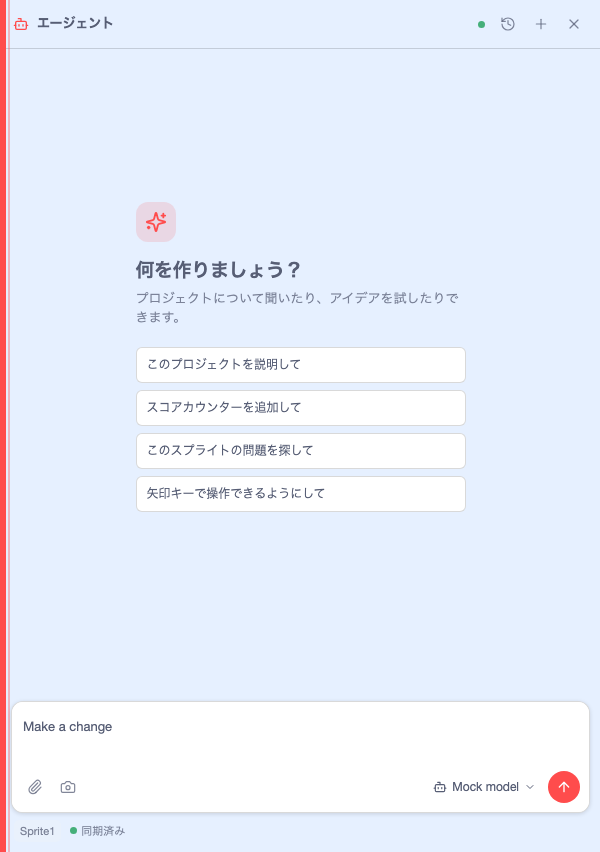 エージェント
何を作りましょう？
プロジェクトについて聞いたり、アイデアを試したりで
きます。
このプロジェクトを説明して
スコアカウンターを追加して
このスプライトの問題を探して
矢印キーで操作できるようにして
Make a change
Mock model
Sprite1 同期済み